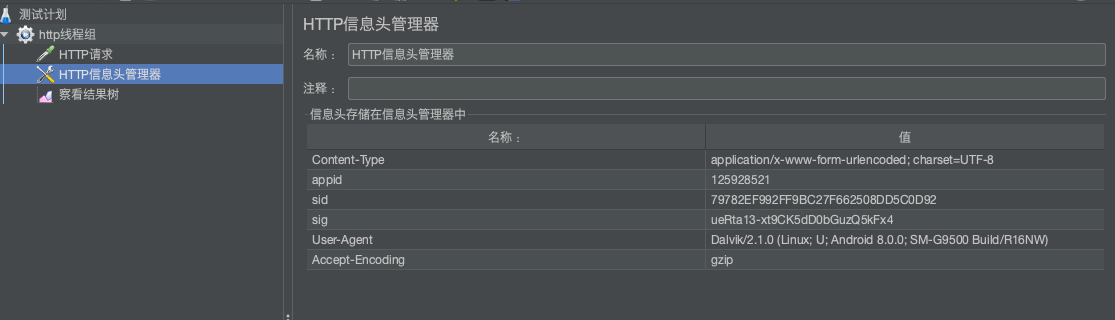 测试计划
http线程组
HTTP请求
HTTP信息头管理器
察看结果树
HTTP信息头管理器
名称： HTTP信息头管理器
注释：
信息头存储在信息头管理器中
名称： 值
Content-Type application/x-www-form-urlencoded; charset=UTF-8
appid 125928521
sid 79782EF992FF9BC27F662508DD5C0D92
sig ueRta13-xt9CK5dD0bGuzQ5kFx4
User-Agent Dalvik/2.1.0 (Linux; U; Android 8.0.0; SM-G9500 Build/R16NW)
Accept-Encoding gzip